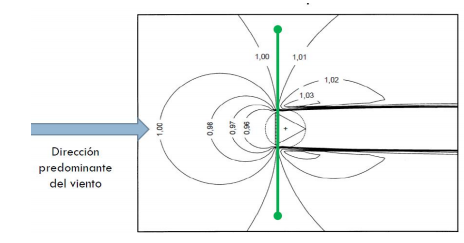 1,00
1,01
1,02
1,03
1,00
0,98
0,97
0,96
Dirección
predominante
del viento